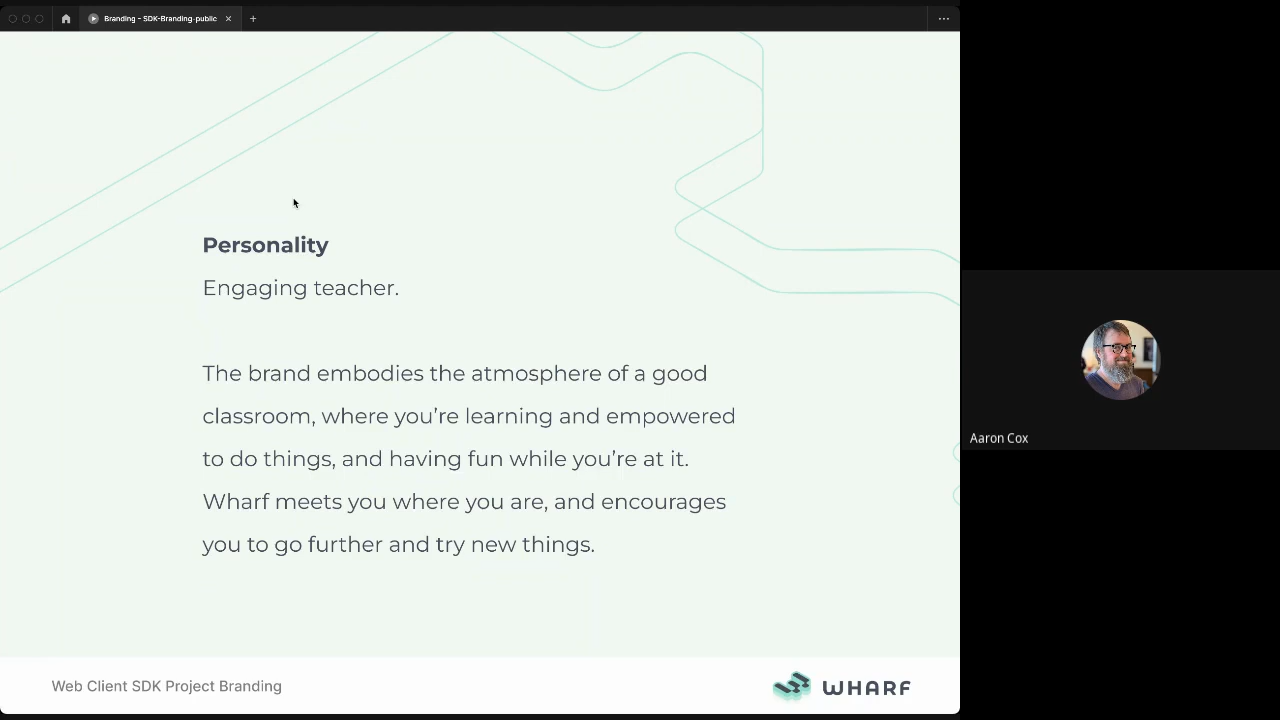 Branding - SDK-Branding-public
Personality
Engaging teacher.
The brand embodies the atmosphere of a good
classroom, where you’re learning and empowered
to do things, and having fun while you’re at it.
Wharf meets you where you are, and encourages
you to go further and try new things.
Aaron Cox
Web Client SDK Project Branding
WHARF